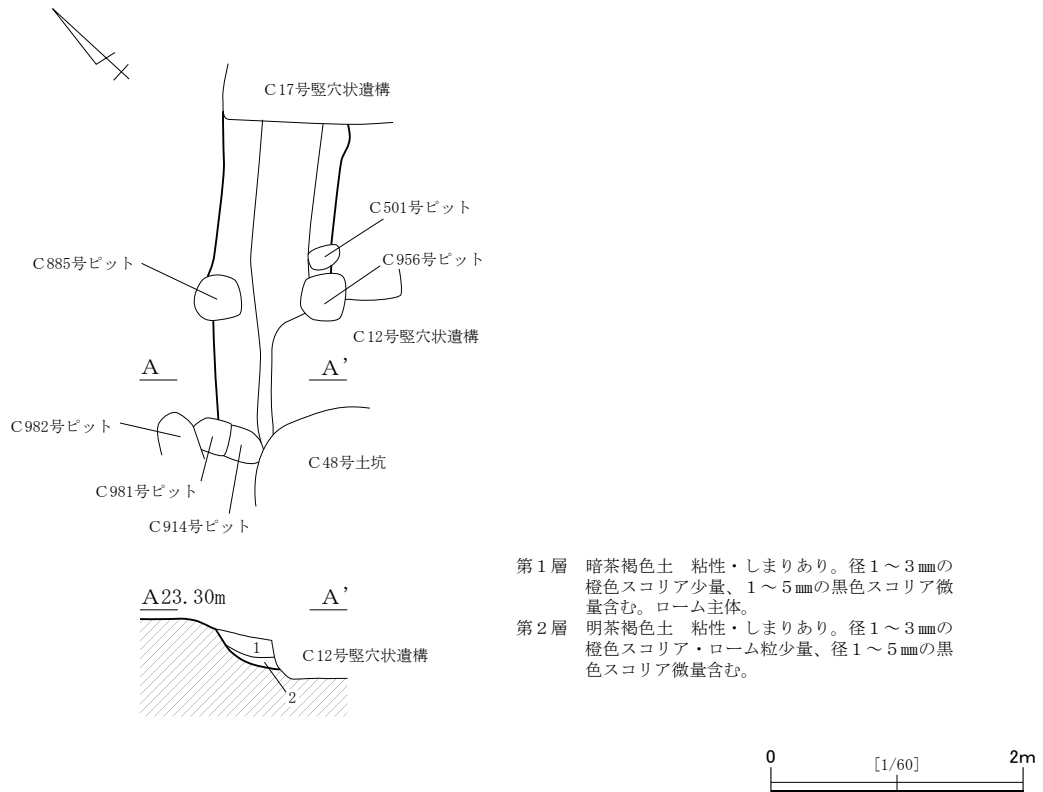 C17号竪穴状遺構
C501号ピット
C885号ピット
C956号ピット
C12号竪穴状遺構
A
A'
C982号ピット
C48号土坑
C981号ピット
C914号ピット
A23.30m
A'
1
C12号竪穴状遺構
2
第1層　暗茶褐色土　粘性・しまりあり。径1～3㎜の
橙色スコリア少量、1～5㎜の黒色スコリア微
量含む。ローム主体。
第2層　明茶褐色土　粘性・しまりあり。径1～3㎜の
橙色スコリア・ローム粒少量、径1～5㎜の黒
色スコリア微量含む。
0
[1/60]
2m